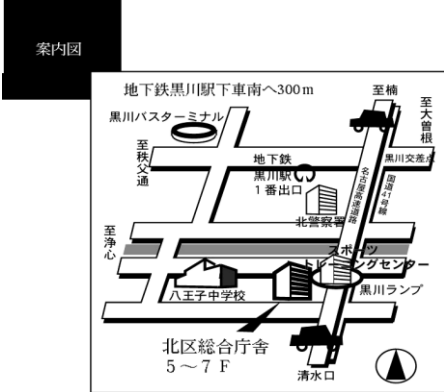 案内図
地下鉄黒川駅下車南へ300m
至楠
至大曽根
黒川バスターミナル
至秩父通
地下鉄
黒川駅
1番出口
黒川交差点
名古屋高速道路
国道41号線
北警察署
至浄心
スポーツ
トレーニングセンター
八王子中学校
黒川ランプ
北区総合庁舎
5~7F
清水口